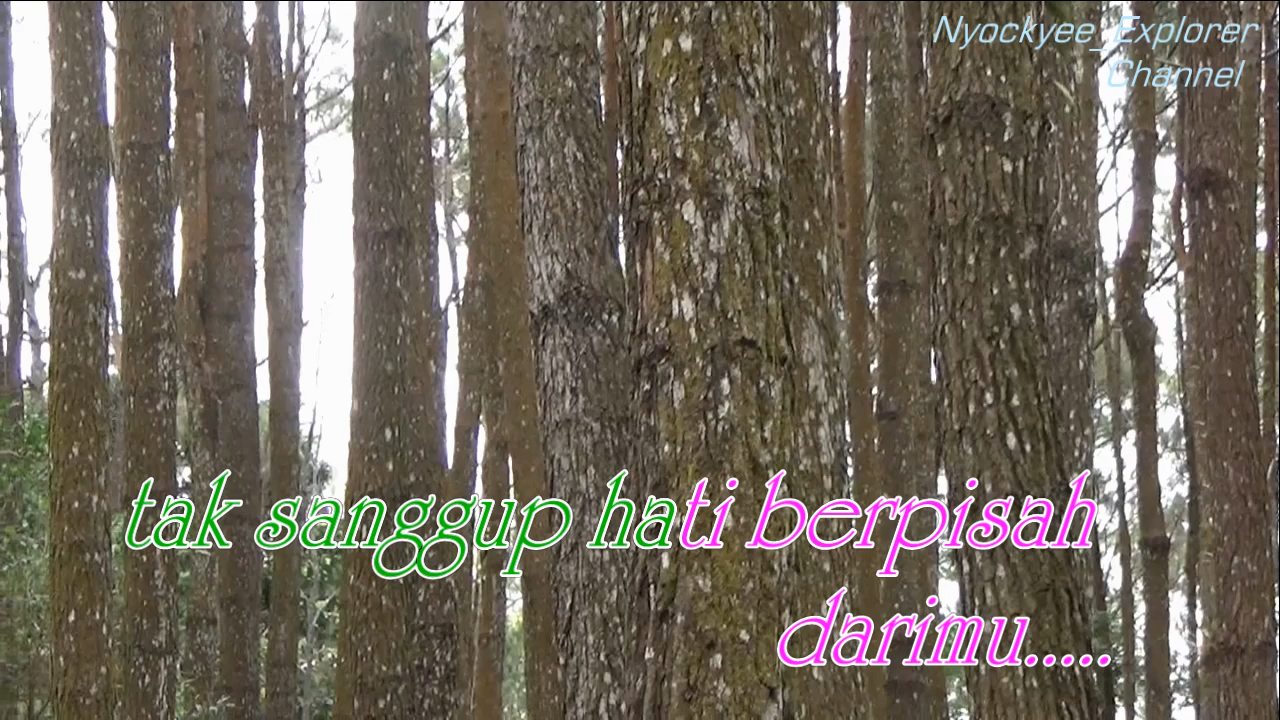 Nyockyee_Explorer
Channel
tak sanggup hati berpisah
darimu.....